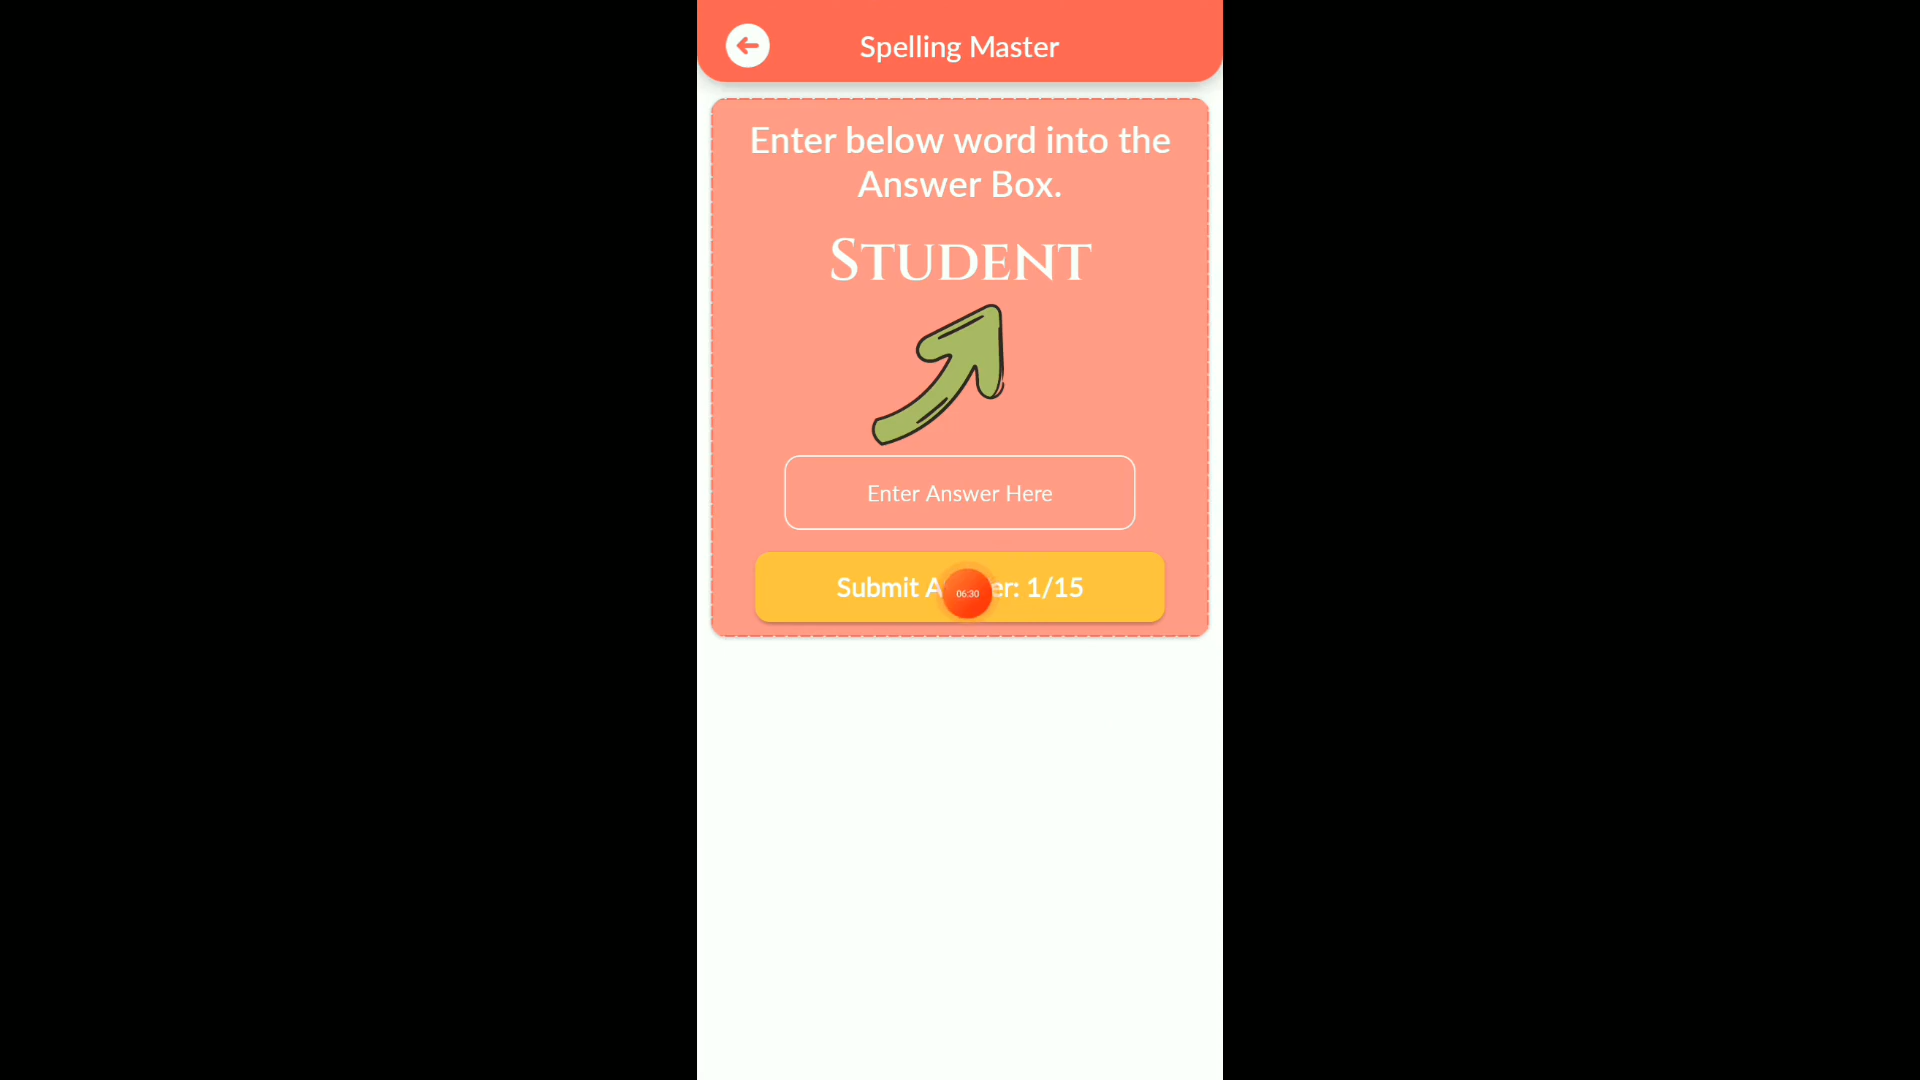 Spelling Master
Enter below word into the
Answer Box.
STUDENT
Enter Answer Here
Submit A er: 1/15
06:30